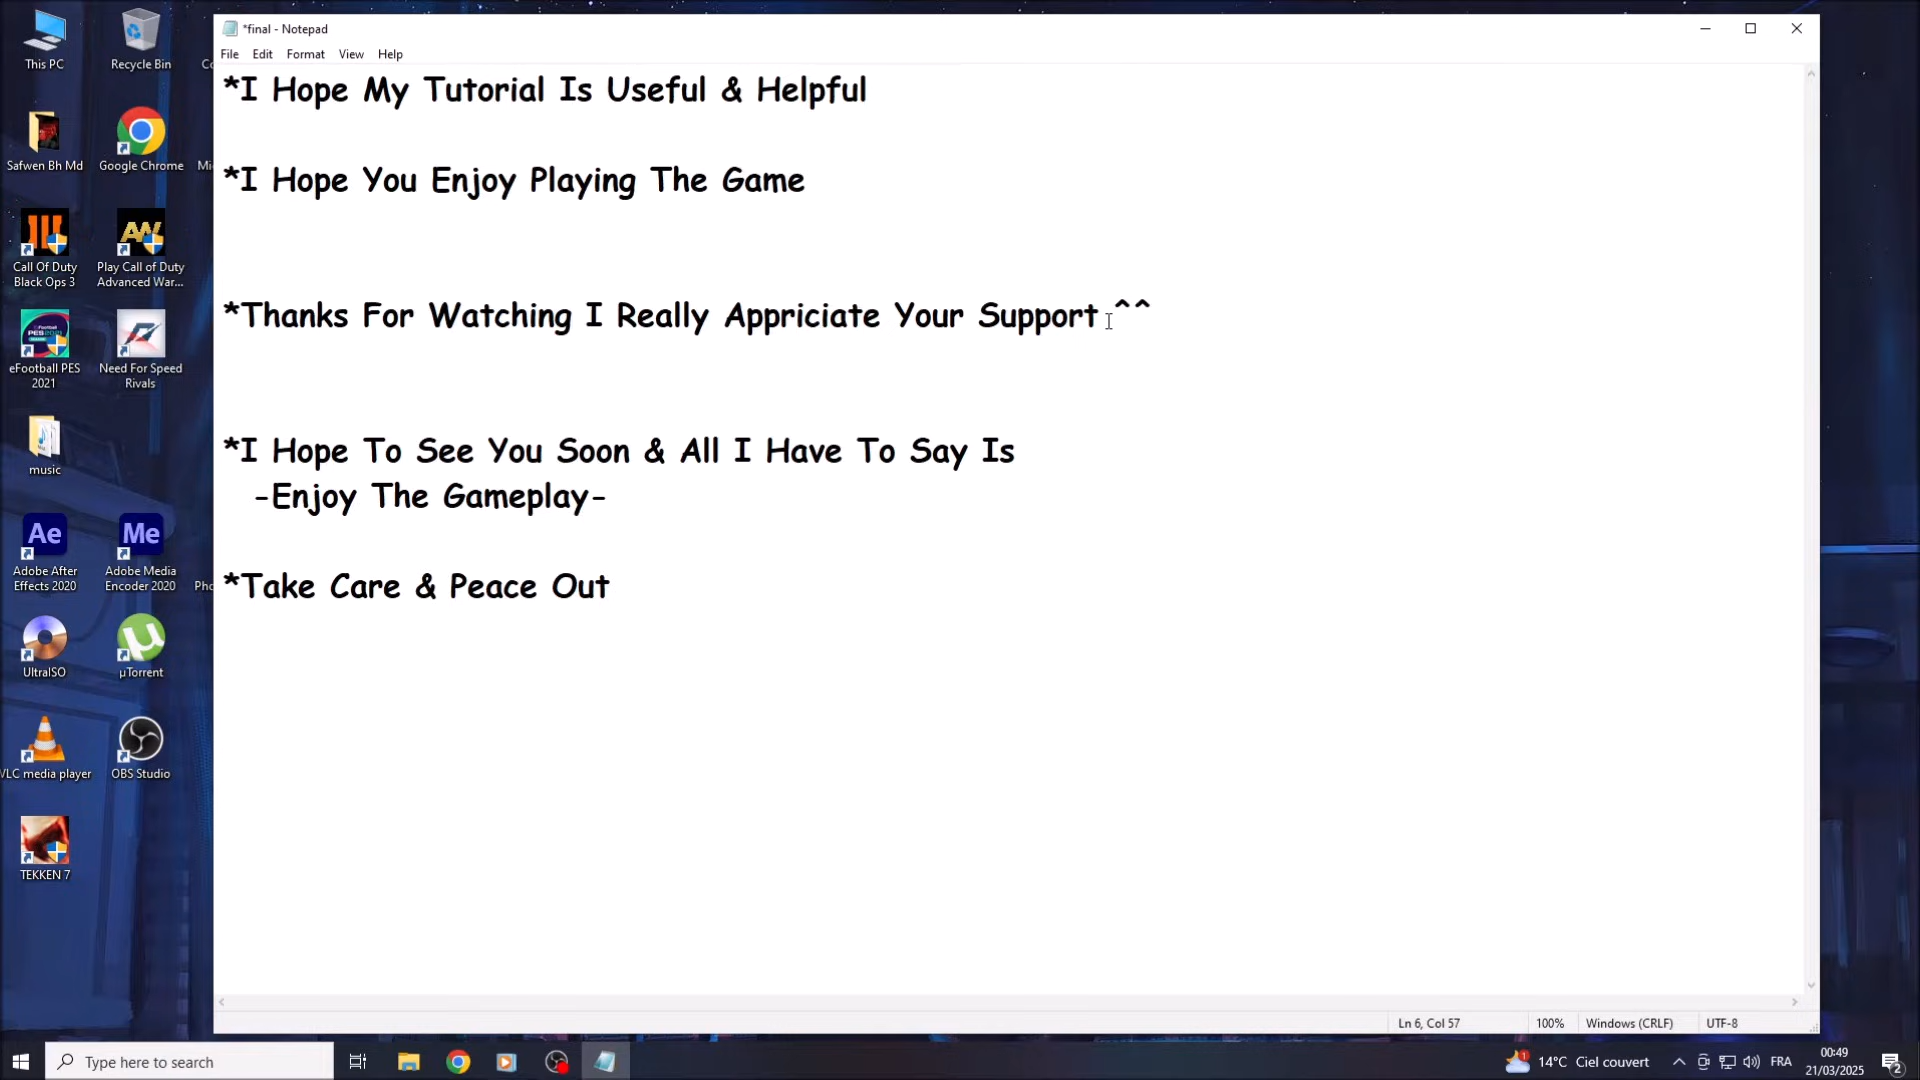 *final - Notepad
File Edit Format View Help
*I Hope My Tutorial Is Useful & Helpful
*I Hope You Enjoy Playing The Game
*Thanks For Watching I Really Appriciate Your Support ^^
*I Hope To See You Soon & All I Have To Say Is
-Enjoy The Gameplay-
*Take Care & Peace Out
Ln 6, Col 57 100% Windows (CRLF) UTF-8
This PC
Recycle Bin
Safwen Bh Md
Google Chrome
Call Of Duty
Black Ops 3
Play Call of Duty
Advanced War...
eFootball PES
2021
Need For Speed
Rivals
music
Ae
Adobe After
Effects 2020
Me
Adobe Media
Encoder 2020
UltraISO
µTorrent
VLC media player
OBS Studio
TEKKEN 7
Type here to search
14°C Ciel couvert
FRA
00:49
21/03/2025
2